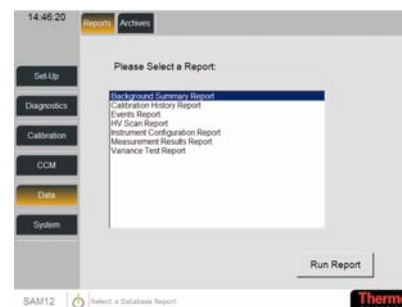 14:46:20
Reports Archives
Please Select a Report:
Set-Up
Diagnostics
Calibration
CCM
Data
System
Background Summary Report
Calibration History Report
Events Report
HV Scan Report
Instrument Configuration Report
Measurement Results Report
Variance Test Report
Run Report
SAM12 Select a Database Report Thermo